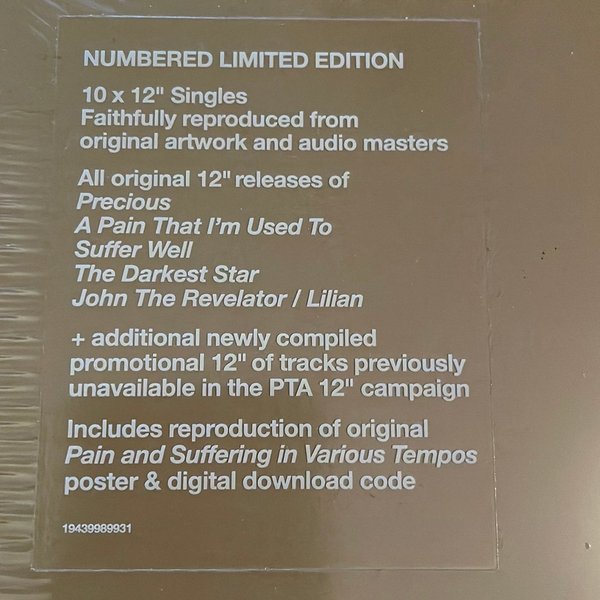 NUMBERED LIMITED EDITION
10 x 12" Singles
Faithfully reproduced from
original artwork and audio masters
All original 12" releases of
Precious
A Pain That I'm Used To
Suffer Well
The Darkest Star
John The Revelator / Lilian
+ additional newly compiled
promotional 12" of tracks previously
unavailable in the PTA 12" campaign
Includes reproduction of original
Pain and Suffering in Various Tempos
poster & digital download code
19439989931